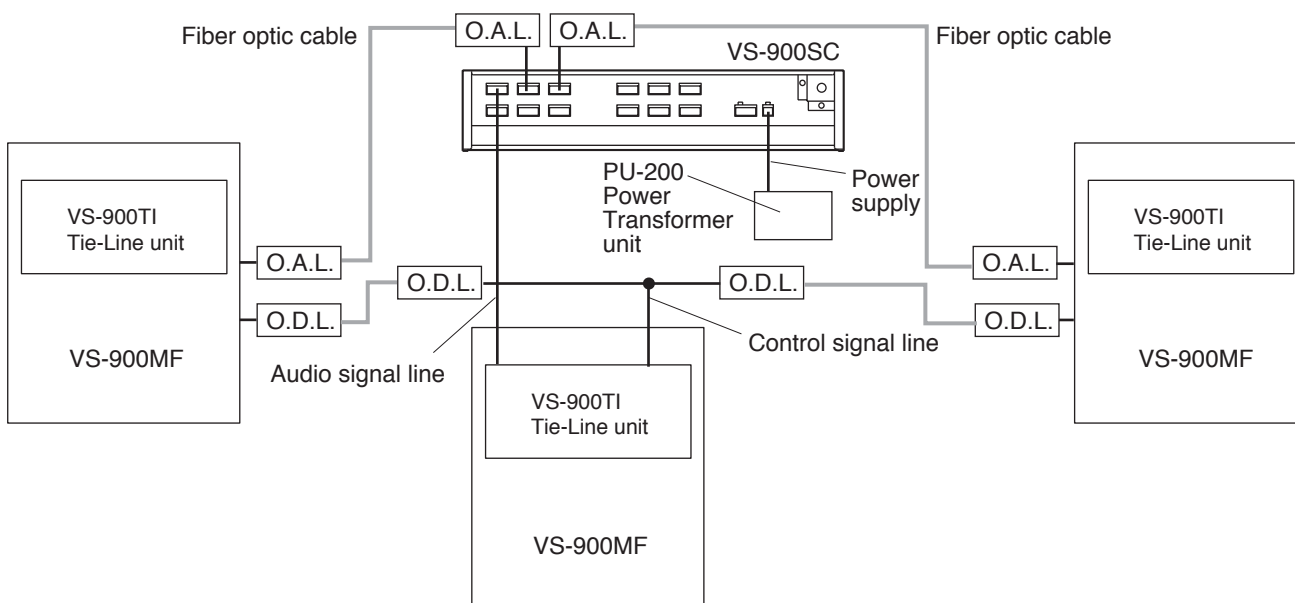 O.A.L.
O.A.L.
Fiber optic cable
Fiber optic cable
VS-900SC
PU-200
Power
Transformer
unit
Power
supply
VS-900TI
Tie-Line unit
VS-900TI
Tie-Line unit
O.A.L.
O.D.L.
O.D.L.
O.D.L.
O.A.L.
O.D.L.
VS-900MF
Audio signal line
Control signal line
VS-900MF
VS-900TI
Tie-Line unit
VS-900MF